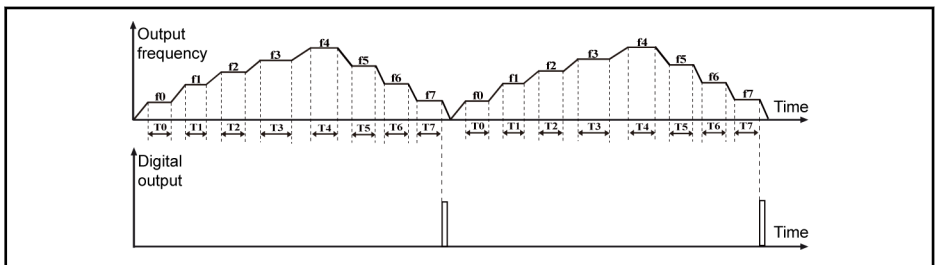 Output
frequency
f0 f1 f2 f3 f4 f5 f6 f7 f0 f1 f2 f3 f4 f5 f6 f7
Time
T0 T1 T2 T3 T4 T5 T6 T7 T0 T1 T2 T3 T4 T5 T6 T7
Digital
output
Time